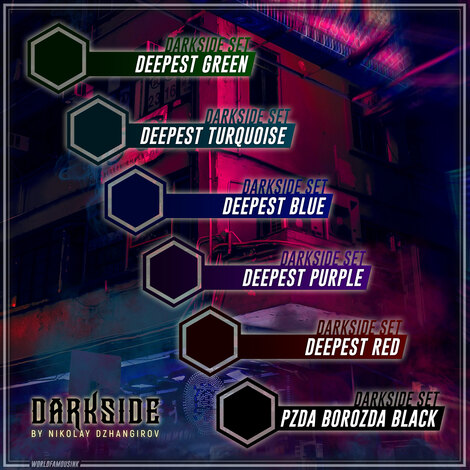 DARKSIDE SET
DEEPEST GREEN
DARKSIDE SET
DEEPEST TURQUOISE
DARKSIDE SET
DEEPEST BLUE
DARKSIDE SET
DEEPEST PURPLE
DARKSIDE SET
DEEPEST RED
DARKSIDE SET
PZDA BOROZDA BLACK
DARKSIDE
BY NIKOLAY DZHANGIROV
WORLDFAMOUSINK